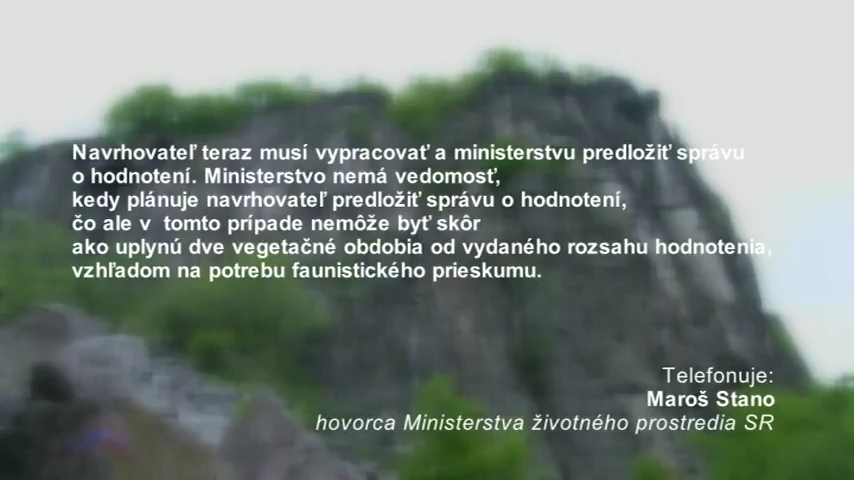 Navrhovateľ teraz musí vypracovať a ministerstvu predložiť správu
o hodnotení. Ministerstvo nemá vedomosť,
kedy plánuje navrhovateľ predložiť správu o hodnotení,
čo ale v tomto prípade nemôže byť skôr
ako uplynú dve vegetačné obdobia od vydaného rozsahu hodnotenia,
vzhľadom na potrebu faunistického prieskumu.
Telefonuje:
Maroš Stano
hovorca Ministerstva životného prostredia SR